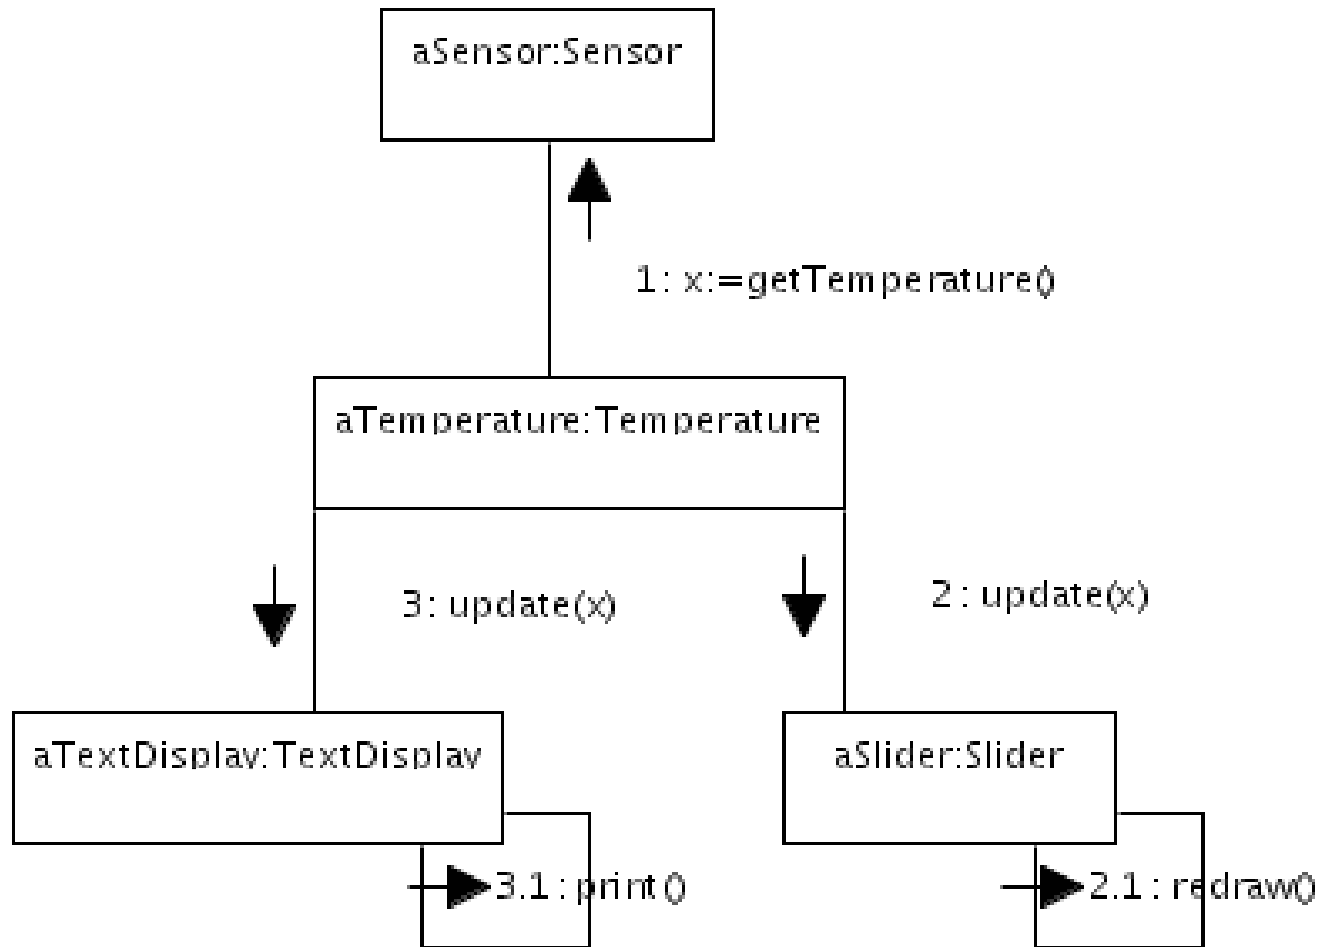 aSensor:Sensor
1: x:=getTemperature()
aTemperature:Temperature
3: update(x)
2: update(x)
aTextDisplay:TextDisplay
aSlider:Slider
3.1: print()
2.1: redraw()